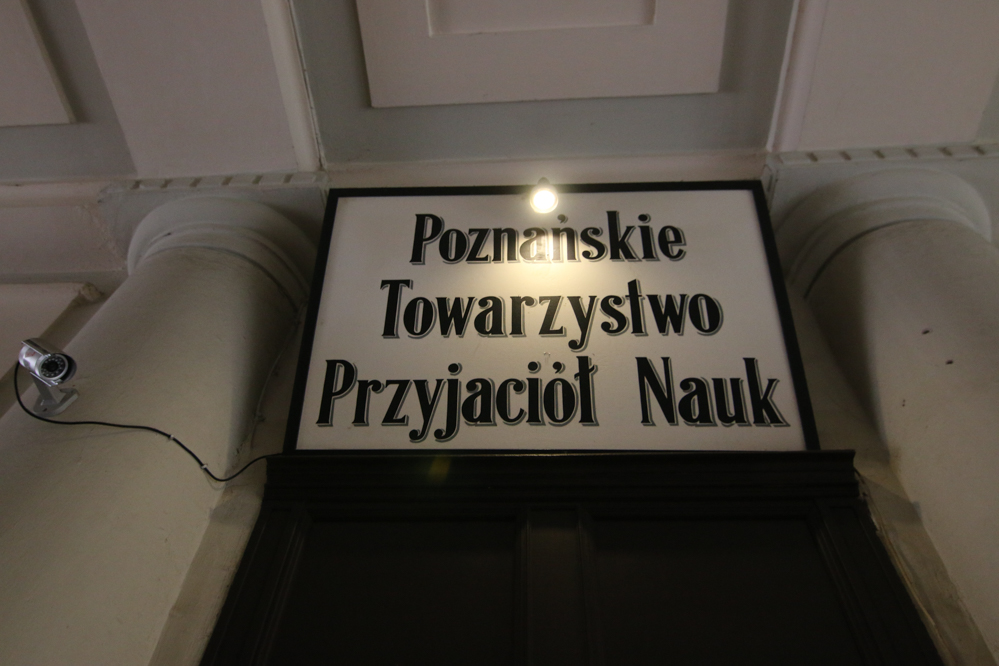 Poznańskie
Towarzystwo
Przyjaciół Nauk